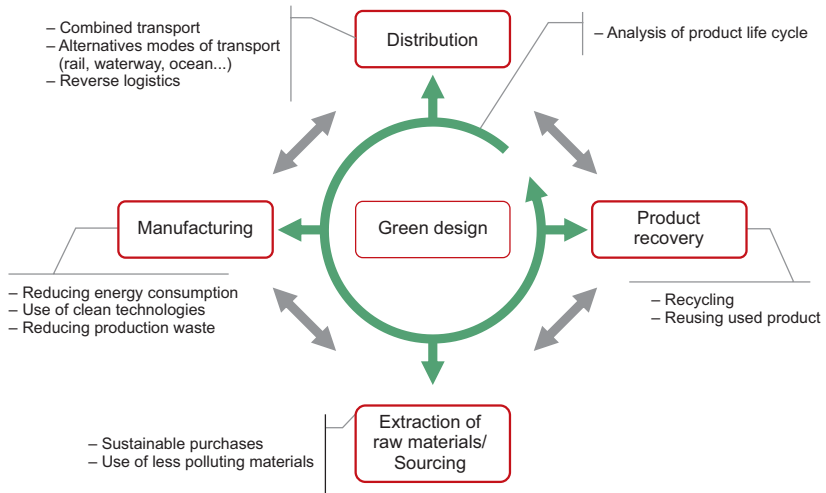 – Combined transport
– Alternatives modes of transport
(rail, waterway, ocean...)
– Reverse logistics
Distribution
– Analysis of product life cycle
Manufacturing
Green design
Product
recovery
– Reducing energy consumption
– Use of clean technologies
– Reducing production waste
– Recycling
– Reusing used product
– Sustainable purchases
– Use of less polluting materials
Extraction of
raw materials/
Sourcing